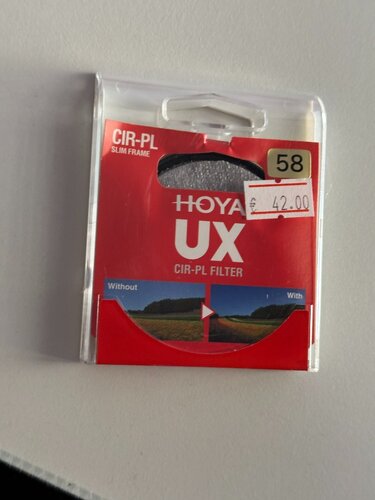 CIR-PL
SLIM FRAME
58
HOYA
€ 42.00
UX
CIR-PL FILTER
Without
With